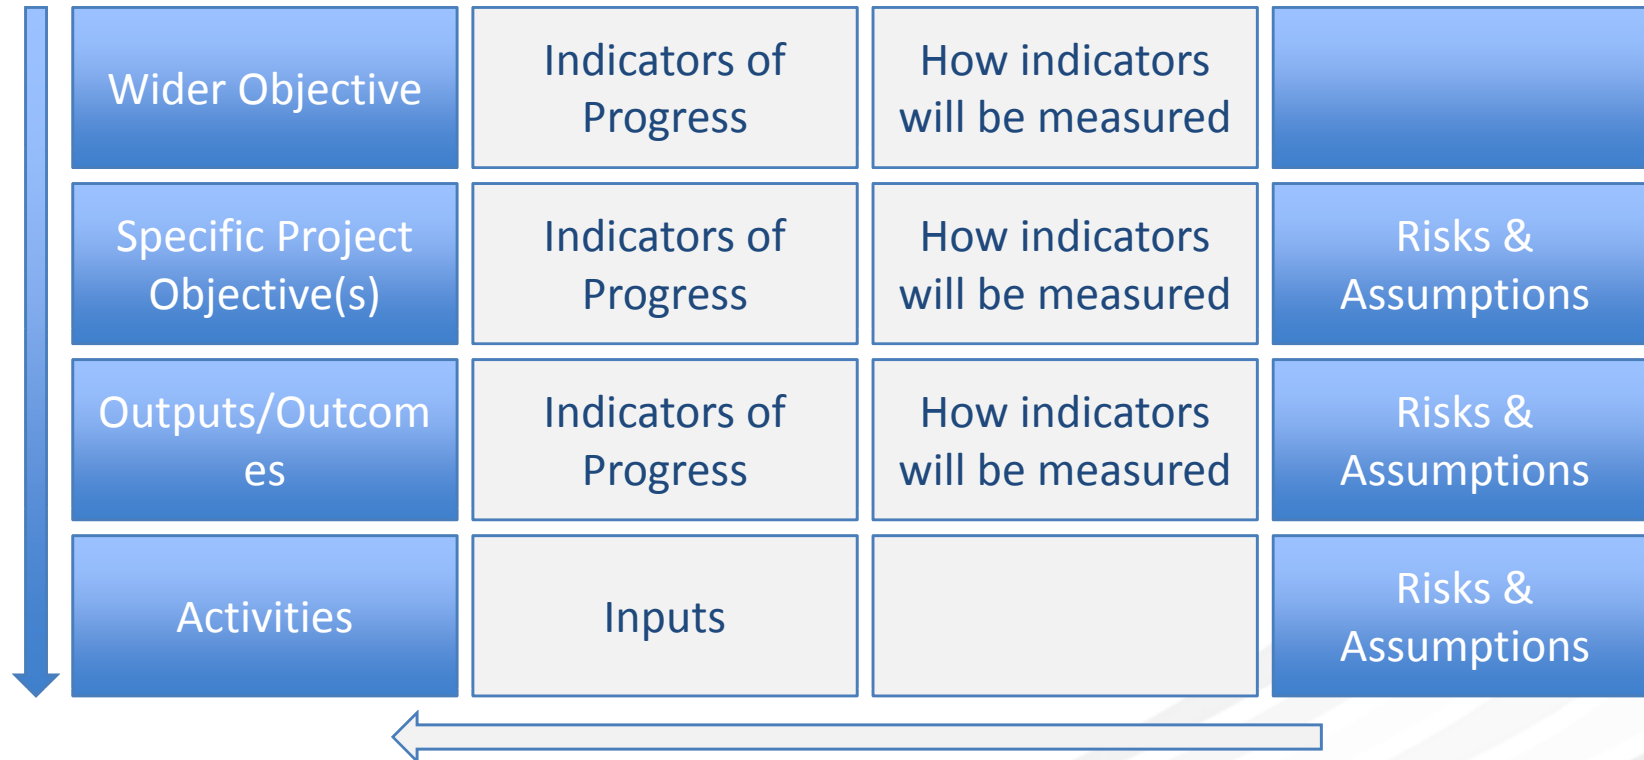 Wider Objective
Indicators of
Progress
How indicators
will be measured
Specific Project
Objective(s)
Indicators of
Progress
How indicators
will be measured
Risks &
Assumptions
Outputs/Outcom
es
Indicators of
Progress
How indicators
will be measured
Risks &
Assumptions
Activities
Inputs
Risks &
Assumptions